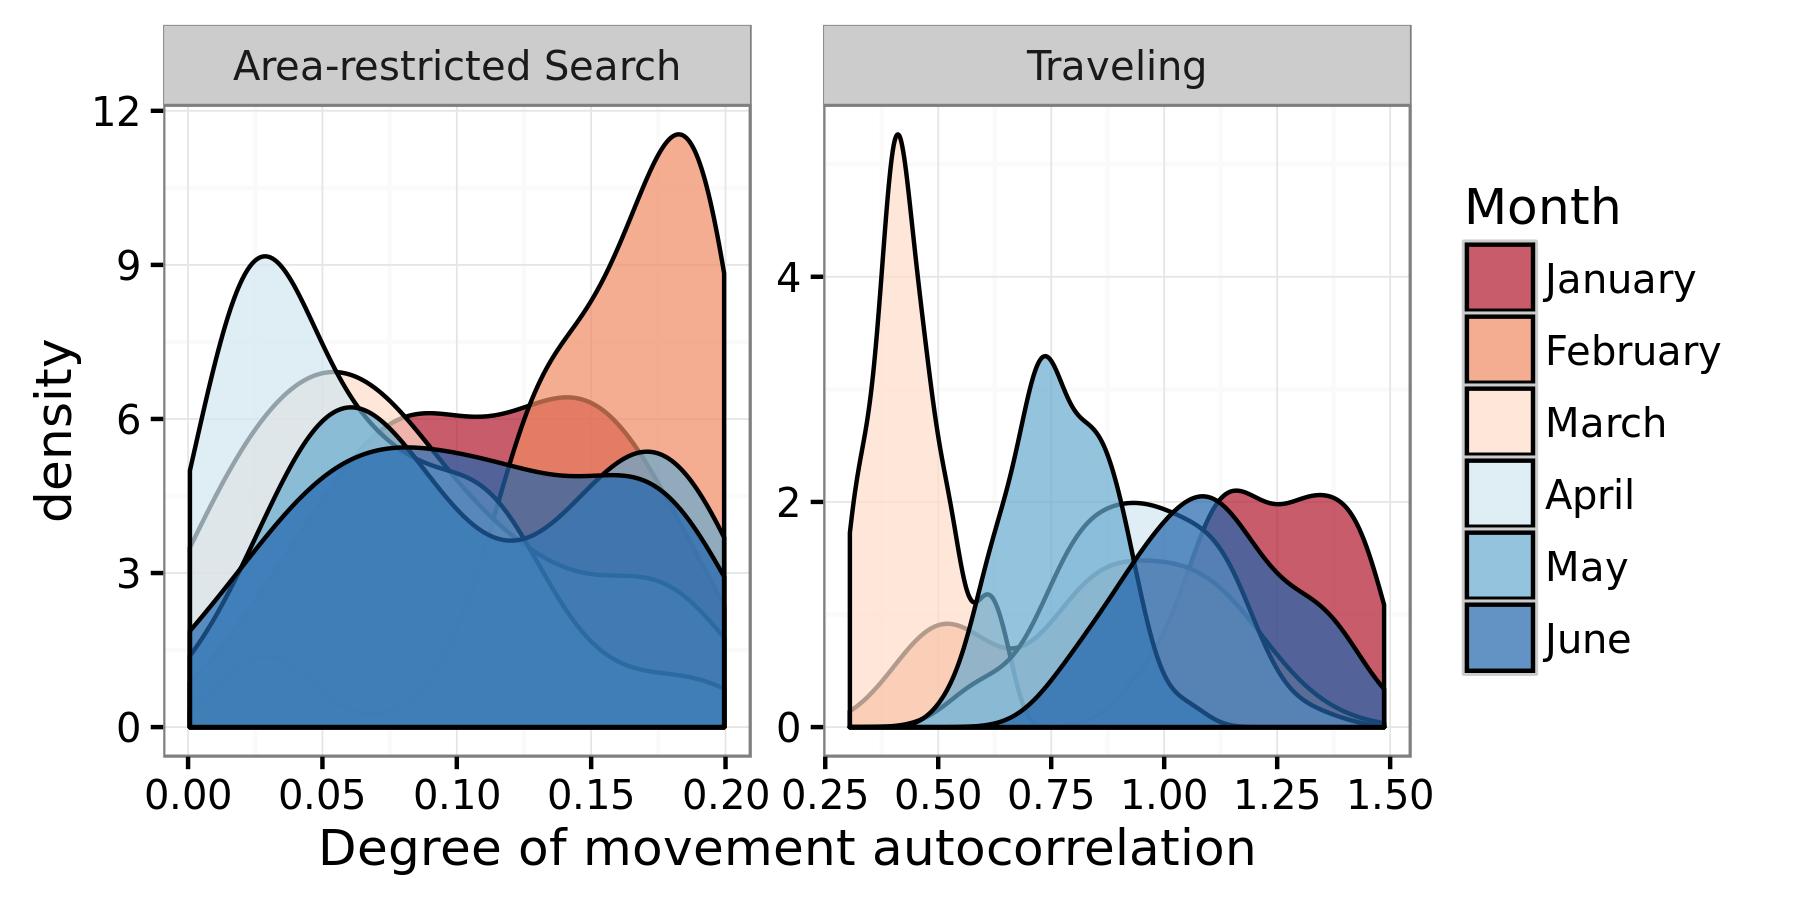 Area-restricted Search
Traveling
12
9
6
3
0
density
4
2
0
0.00 0.05 0.10 0.15 0.20
0.25 0.50 0.75 1.00 1.25 1.50
Degree of movement autocorrelation
Month
January
February
March
April
May
June